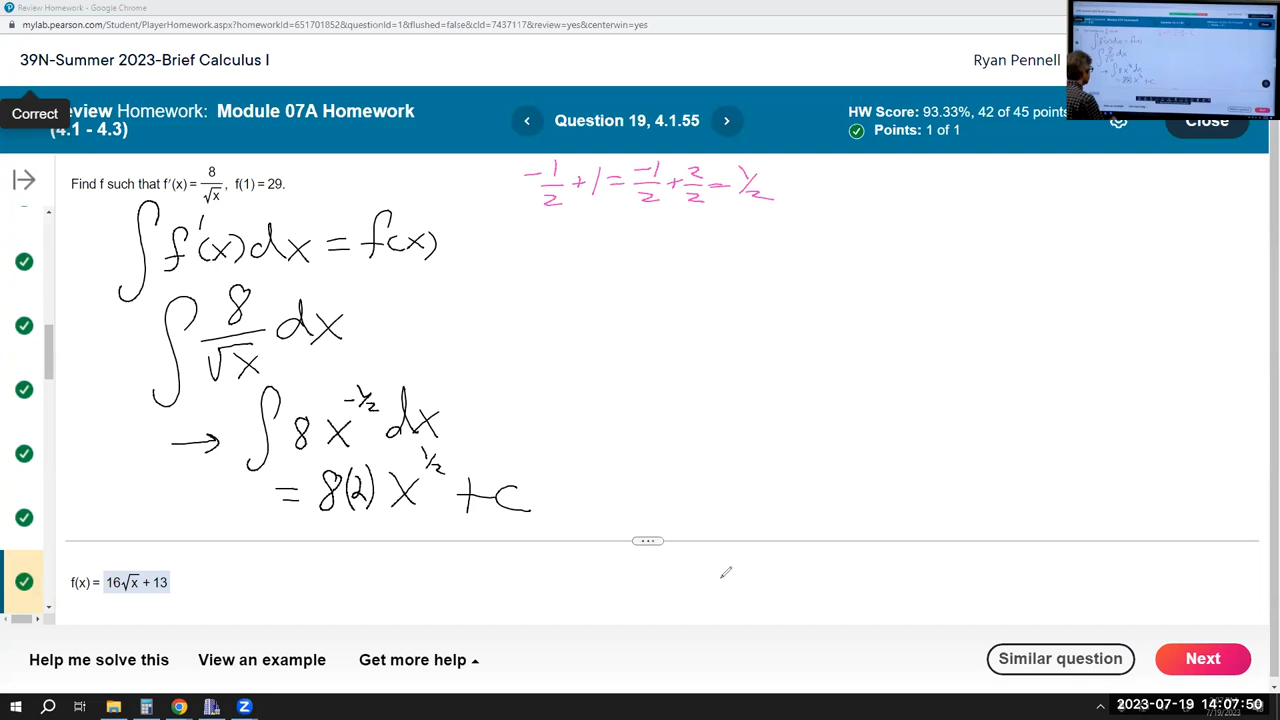 Review Homework - Google Chrome
mylab.pearson.com/Student/PlayerHomework.aspx?homeworkId=651701852&question
flushed=false&cId=7437117
wview=yes&centerwin=yes
39N-Summer 2023-Brief Calculus I
Ryan Pennell
Correct
eview Homework: Module 07A Homework
(4.1 - 4.3)
Question 19, 4.1.55
HW Score: 93.33%, 42 of 45 points
Points: 1 of 1
Close
Find f such that f′(x) = 8/√x, f(1) = 29.
-1/2 + 1 = -1/2 + 2/2 = 1/2
∫ f'(x) dx = f(x)
∫ 8/√x dx
→ ∫ 8 x^-1/2 dx
= 8(2) x^1/2 + c
f(x) = 16√x + 13
Help me solve this
View an example
Get more help
Similar question
Next
2023-07-19 14:07:50